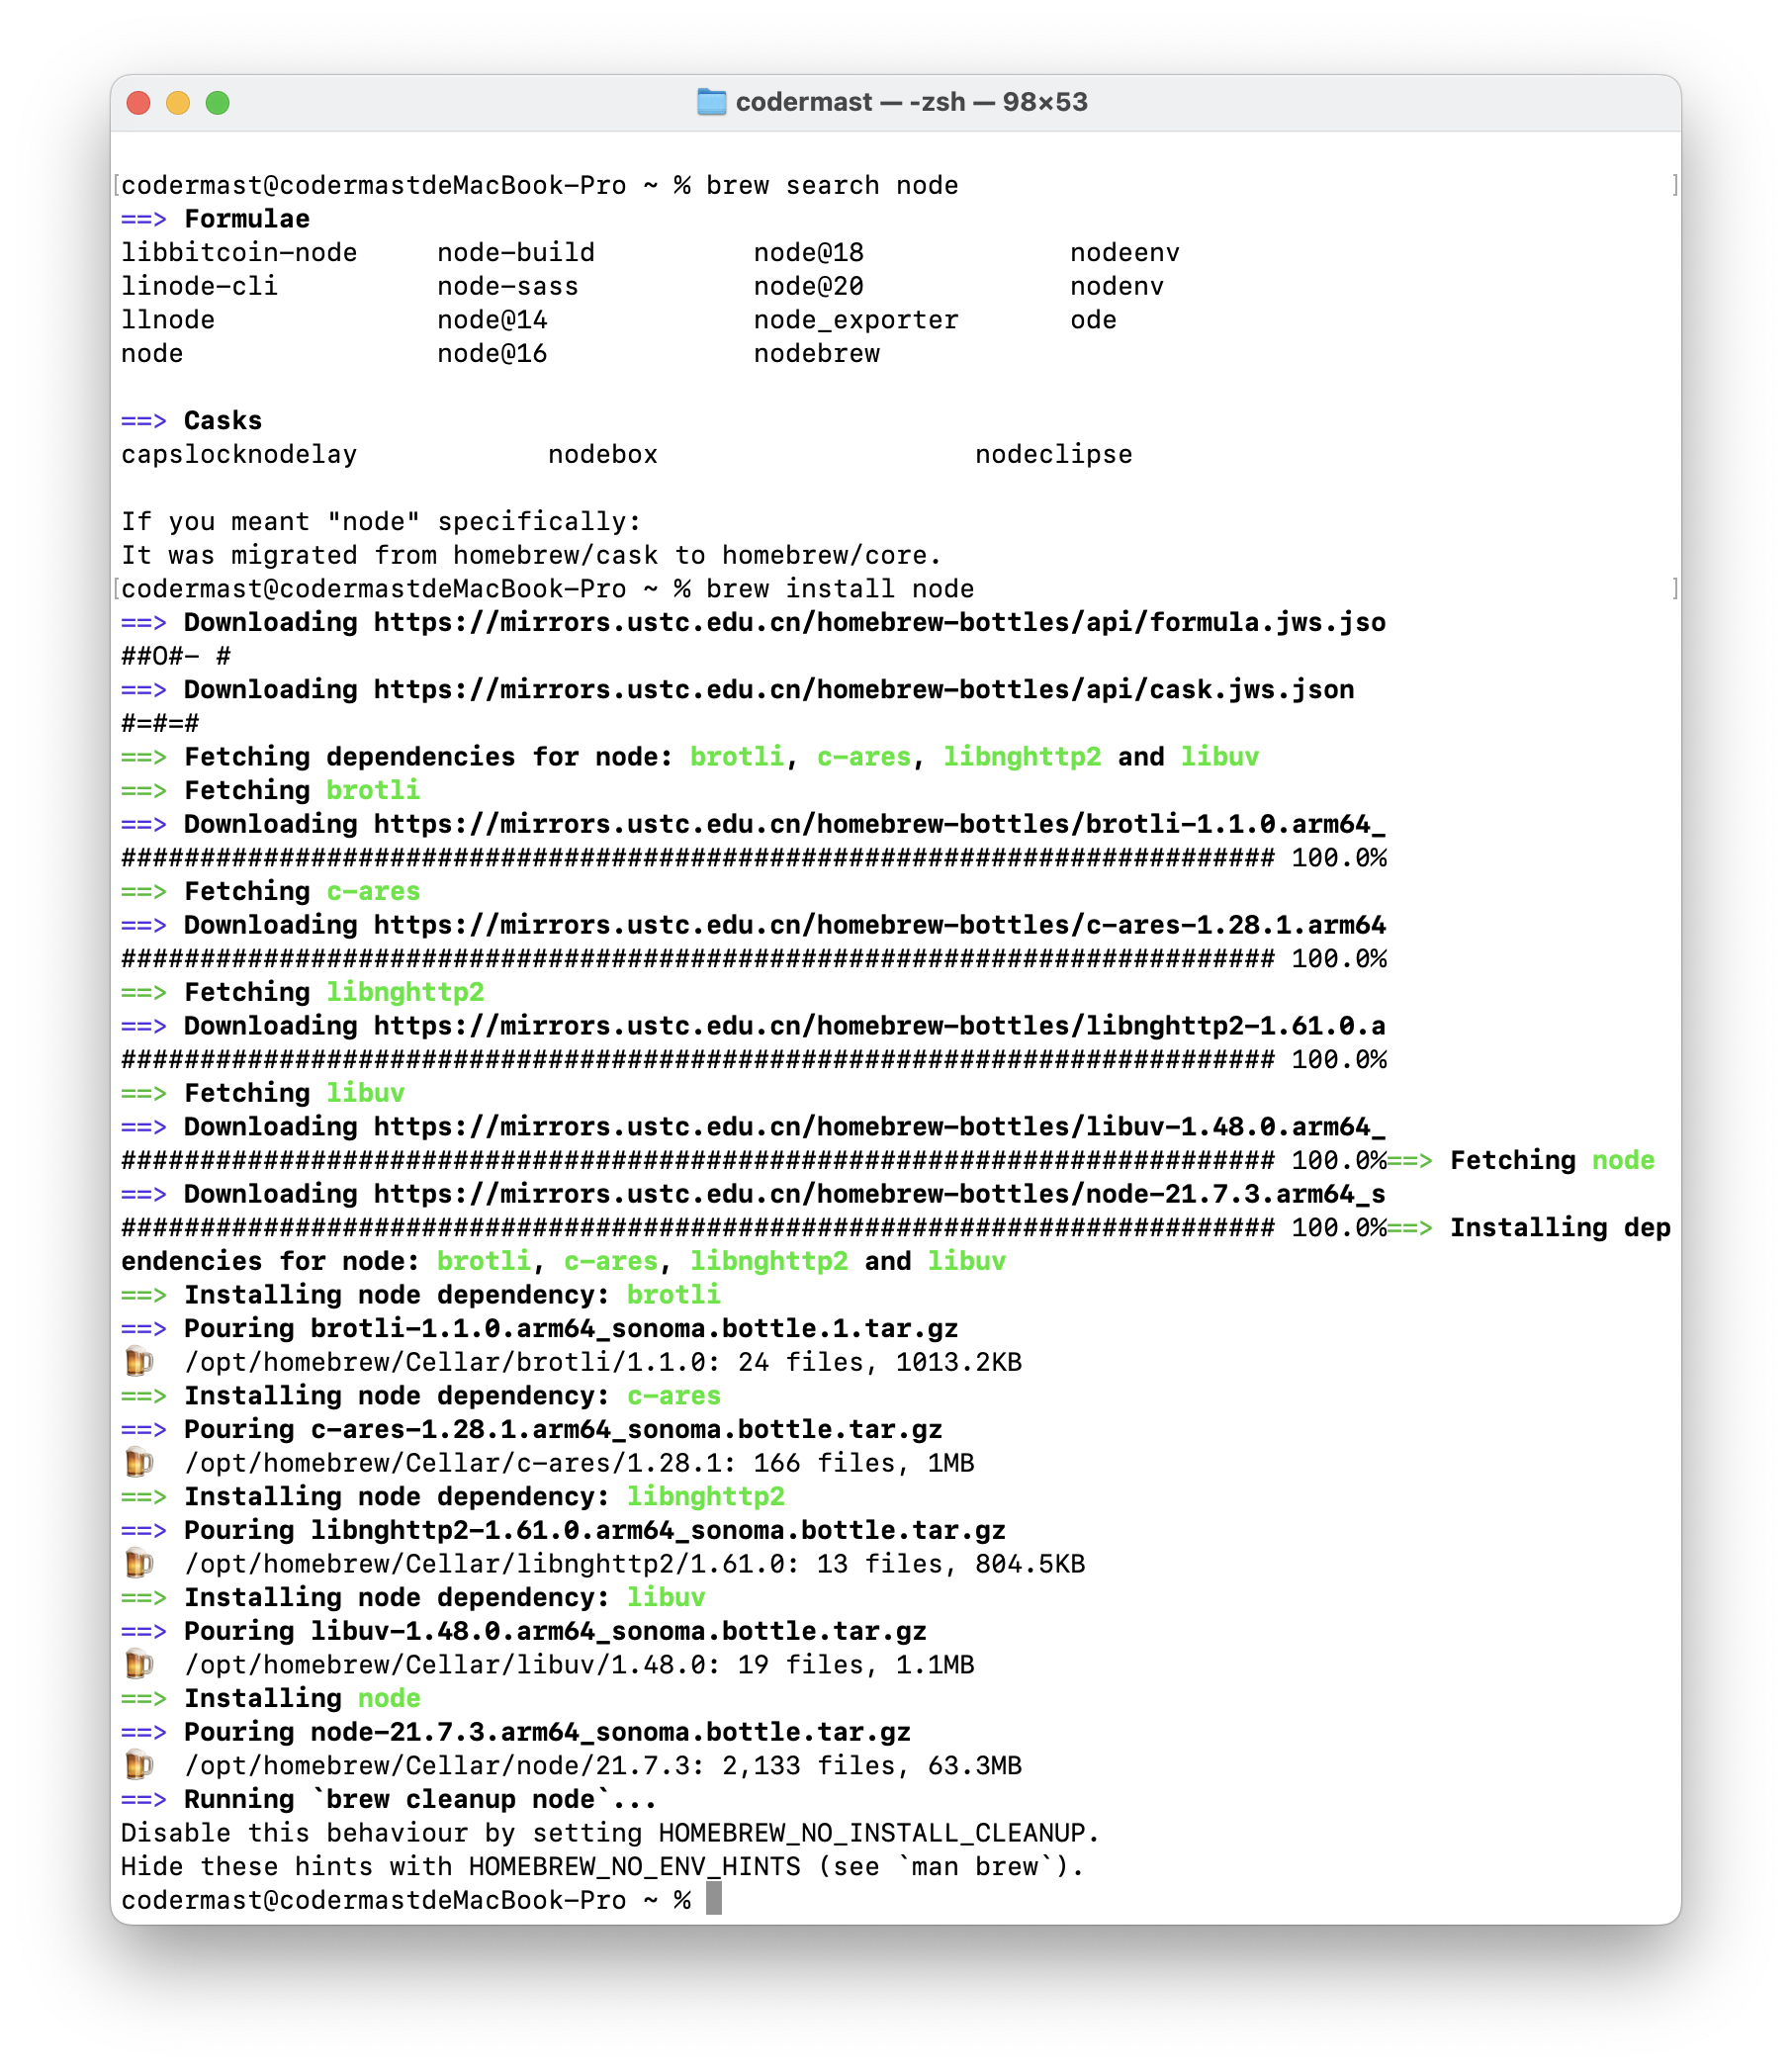 codermast — -zsh — 98×53
[codermast@codermastdeMacBook-Pro ~ % brew search node ]
==> Formulae
libbitcoin-node node-build node@18 nodeenv
linode-cli node-sass node@20 nodenv
llnode node@14 node_exporter ode
node node@16 nodebrew
==> Casks
capslocknodelay nodebox nodeclipse
If you meant "node" specifically:
It was migrated from homebrew/cask to homebrew/core.
[codermast@codermastdeMacBook-Pro ~ % brew install node ]
==> Downloading https://mirrors.ustc.edu.cn/homebrew-bottles/api/formula.jws.jso
##O#- #
==> Downloading https://mirrors.ustc.edu.cn/homebrew-bottles/api/cask.jws.json
#=#=#
==> Fetching dependencies for node: brotli, c-ares, libnghttp2 and libuv
==> Fetching brotli
==> Downloading https://mirrors.ustc.edu.cn/homebrew-bottles/brotli-1.1.0.arm64_
######################################################################### 100.0%
==> Fetching c-ares
==> Downloading https://mirrors.ustc.edu.cn/homebrew-bottles/c-ares-1.28.1.arm64
######################################################################### 100.0%
==> Fetching libnghttp2
==> Downloading https://mirrors.ustc.edu.cn/homebrew-bottles/libnghttp2-1.61.0.a
######################################################################### 100.0%
==> Fetching libuv
==> Downloading https://mirrors.ustc.edu.cn/homebrew-bottles/libuv-1.48.0.arm64_
######################################################################### 100.0%==> Fetching node
==> Downloading https://mirrors.ustc.edu.cn/homebrew-bottles/node-21.7.3.arm64_s
######################################################################### 100.0%==> Installing dep
endencies for node: brotli, c-ares, libnghttp2 and libuv
==> Installing node dependency: brotli
==> Pouring brotli-1.1.0.arm64_sonoma.bottle.1.tar.gz
🍺 /opt/homebrew/Cellar/brotli/1.1.0: 24 files, 1013.2KB
==> Installing node dependency: c-ares
==> Pouring c-ares-1.28.1.arm64_sonoma.bottle.tar.gz
🍺 /opt/homebrew/Cellar/c-ares/1.28.1: 166 files, 1MB
==> Installing node dependency: libnghttp2
==> Pouring libnghttp2-1.61.0.arm64_sonoma.bottle.tar.gz
🍺 /opt/homebrew/Cellar/libnghttp2/1.61.0: 13 files, 804.5KB
==> Installing node dependency: libuv
==> Pouring libuv-1.48.0.arm64_sonoma.bottle.tar.gz
🍺 /opt/homebrew/Cellar/libuv/1.48.0: 19 files, 1.1MB
==> Installing node
==> Pouring node-21.7.3.arm64_sonoma.bottle.tar.gz
🍺 /opt/homebrew/Cellar/node/21.7.3: 2,133 files, 63.3MB
==> Running `brew cleanup node`...
Disable this behaviour by setting HOMEBREW_NO_INSTALL_CLEANUP.
Hide these hints with HOMEBREW_NO_ENV_HINTS (see `man brew`).
codermast@codermastdeMacBook-Pro ~ %